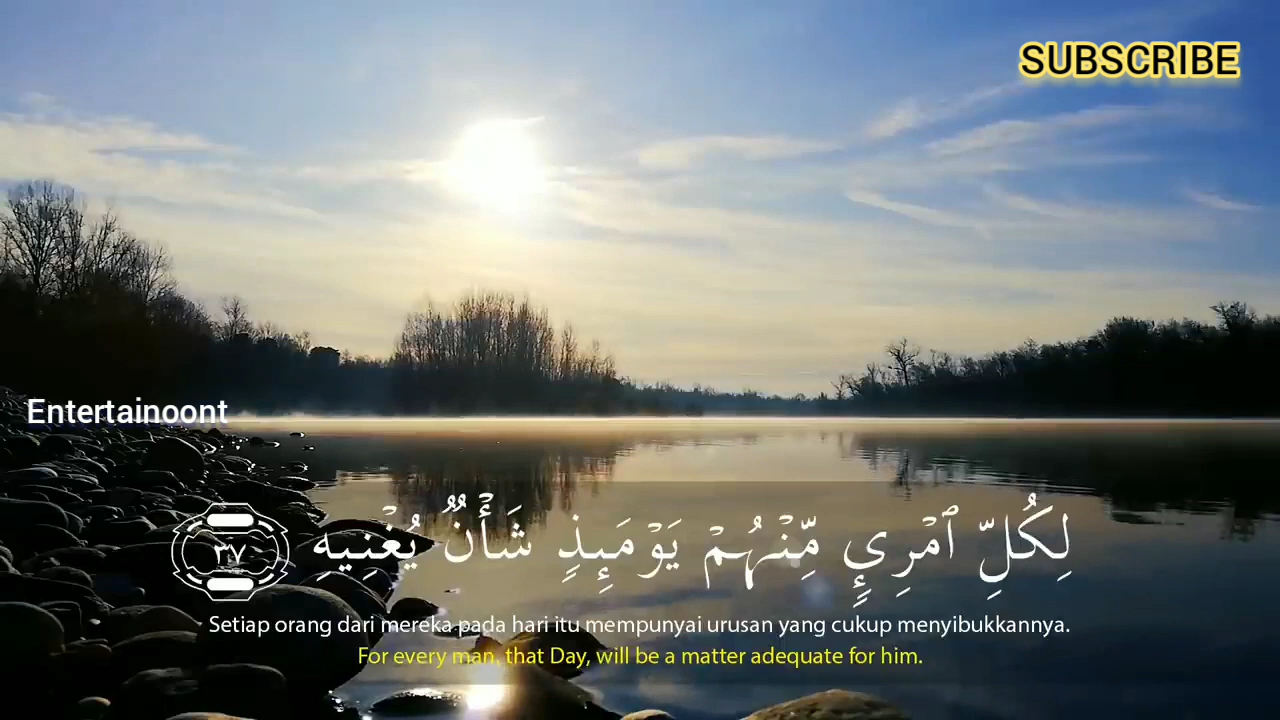 SUBSCRIBE
Entertainoont
لِكُلِّ ٱمْرِئٍ مِّنْهُمْ يَوْمَئِذٍ شَأْنٌ يُغْنِيهِ ٣٧
Setiap orang dari mereka pada hari itu mempunyai urusan yang cukup menyibukkannya.
For every man, that Day, will be a matter adequate for him.